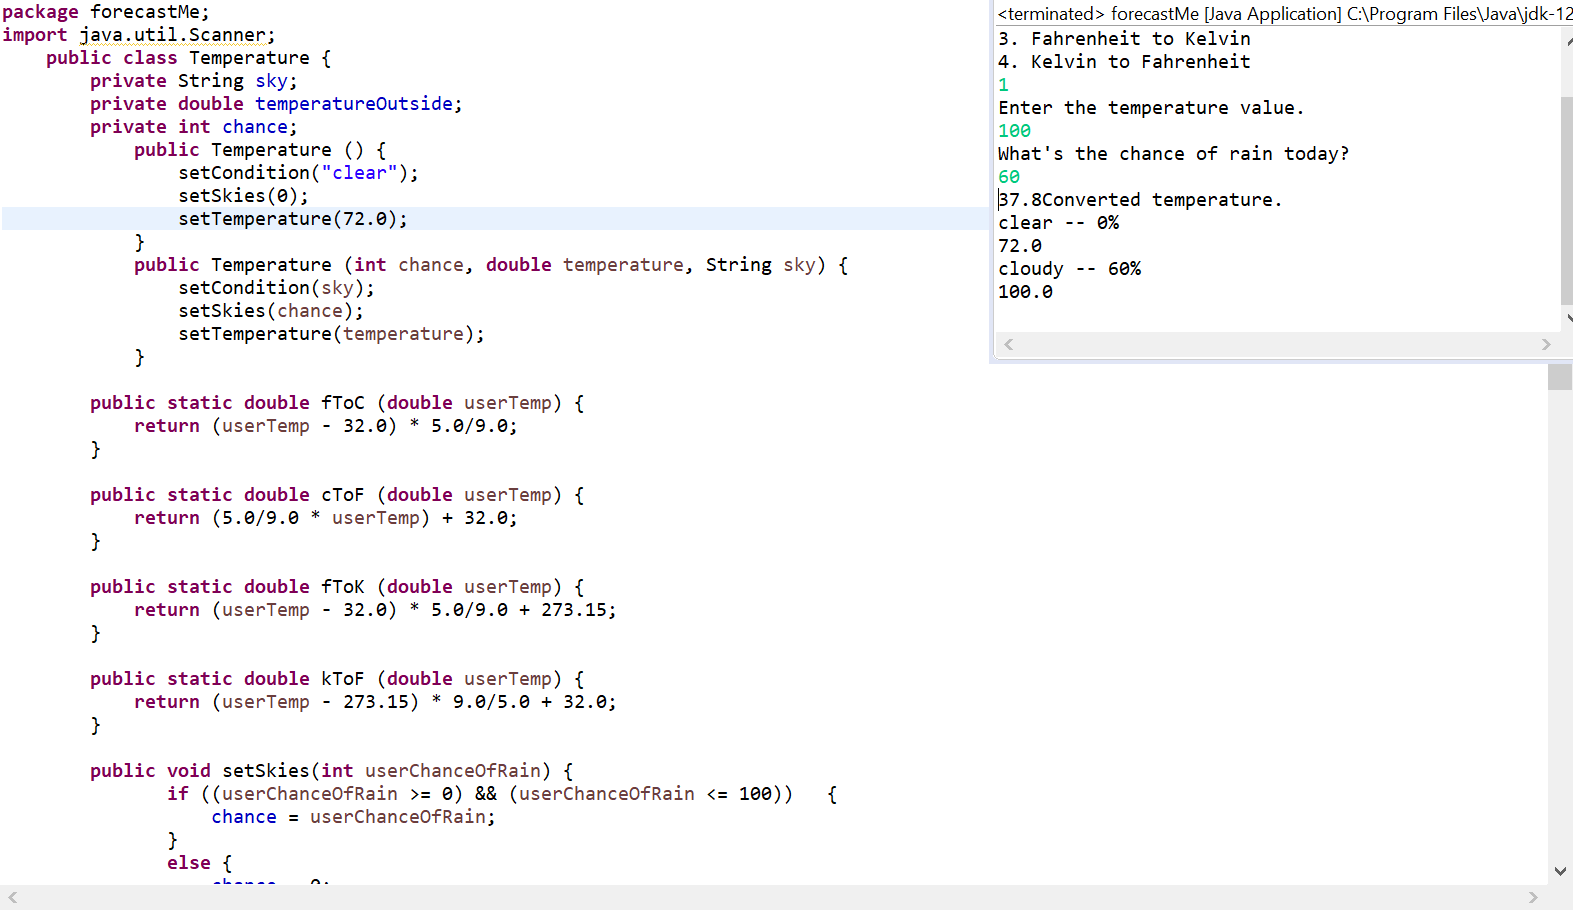 package forecastMe;
import java.util.Scanner;
public class Temperature {
private String sky;
private double temperatureOutside;
private int chance;
public Temperature () {
setCondition("clear");
setSkies(0);
setTemperature(72.0);
}
public Temperature (int chance, double temperature, String sky) {
setCondition(sky);
setSkies(chance);
setTemperature(temperature);
}
public static double fToC (double userTemp) {
return (userTemp - 32.0) * 5.0/9.0;
}
public static double cToF (double userTemp) {
return (5.0/9.0 * userTemp) + 32.0;
}
public static double fToK (double userTemp) {
return (userTemp - 32.0) * 5.0/9.0 + 273.15;
}
public static double kToF (double userTemp) {
return (userTemp - 273.15) * 9.0/5.0 + 32.0;
}
public void setSkies(int userChanceOfRain) {
if ((userChanceOfRain >= 0) && (userChanceOfRain <= 100)) {
chance = userChanceOfRain;
}
else {
<terminated> forecastMe [Java Application] C:\Program Files\Java\jdk-12
3. Fahrenheit to Kelvin
4. Kelvin to Fahrenheit
1
Enter the temperature value.
100
What's the chance of rain today?
60
37.8Converted temperature.
clear -- 0%
72.0
cloudy -- 60%
100.0